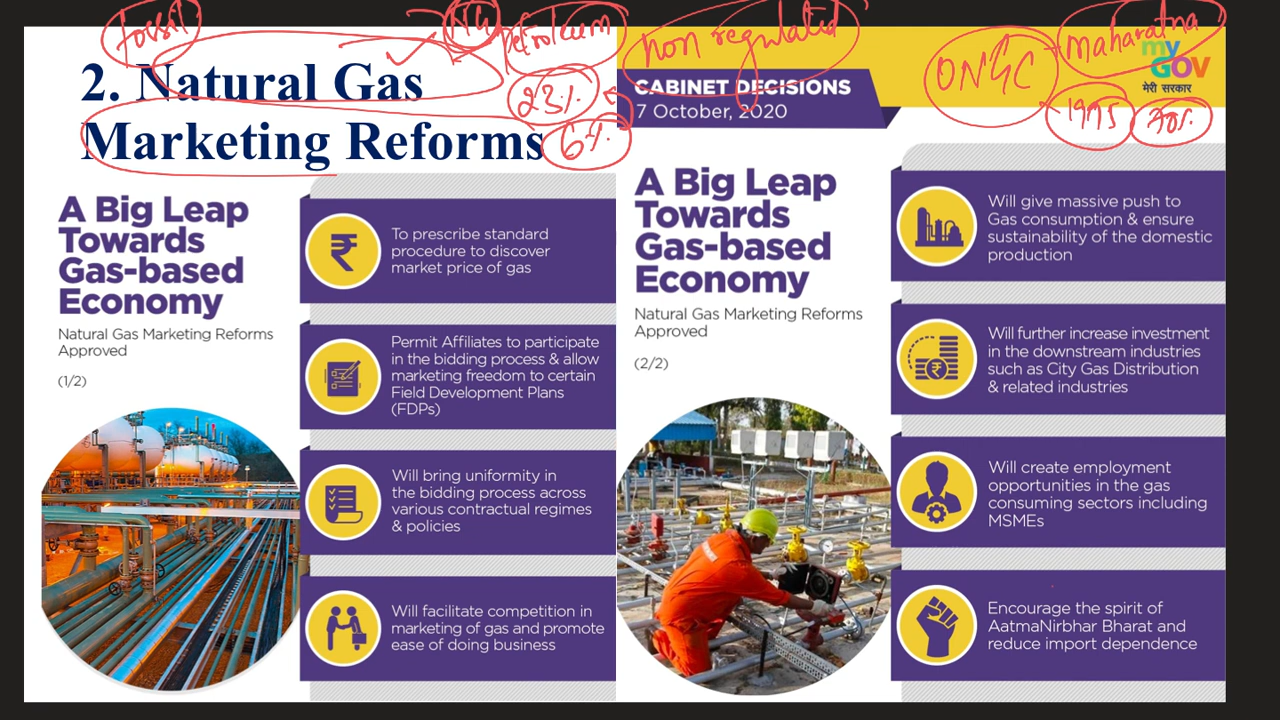 fossil
NG
Petroleum
non regulated
ONGC
maharatna
23%
6%
1995
70%
2. Natural Gas
Marketing Reforms
A Big Leap
Towards
Gas-based
Economy
Natural Gas Marketing Reforms
Approved
(1/2)
To prescribe standard
procedure to discover
market price of gas
Permit Affiliates to participate
in the bidding process & allow
marketing freedom to certain
Field Development Plans
(FDPs)
Will bring uniformity in
the bidding process across
various contractual regimes
& policies
Will facilitate competition in
marketing of gas and promote
ease of doing business
CABINET DECISIONS
7 October, 2020
my
GOV
मेरी सरकार
A Big Leap
Towards
Gas-based
Economy
Natural Gas Marketing Reforms
Approved
(2/2)
Will give massive push to
Gas consumption & ensure
sustainability of the domestic
production
Will further increase investment
in the downstream industries
such as City Gas Distribution
& related industries
Will create employment
opportunities in the gas
consuming sectors including
MSMEs
Encourage the spirit of
AatmaNirbhar Bharat and
reduce import dependence